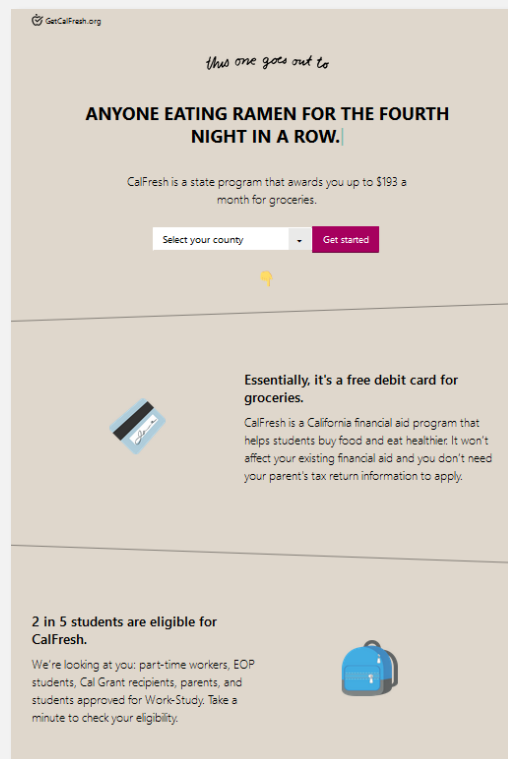 GetCalFresh.org
this one goes out to
ANYONE EATING RAMEN FOR THE FOURTH
NIGHT IN A ROW.
CalFresh is a state program that awards you up to $193 a
month for groceries.
Select your county
Get started
Essentially, it's a free debit card for
groceries.
CalFresh is a California financial aid program that
helps students buy food and eat healthier. It won't
affect your existing financial aid and you don't need
your parent's tax return information to apply.
2 in 5 students are eligible for
CalFresh.
We're looking at you: part-time workers, EOP
students, Cal Grant recipients, parents, and
students approved for Work-Study. Take a
minute to check your eligibility.